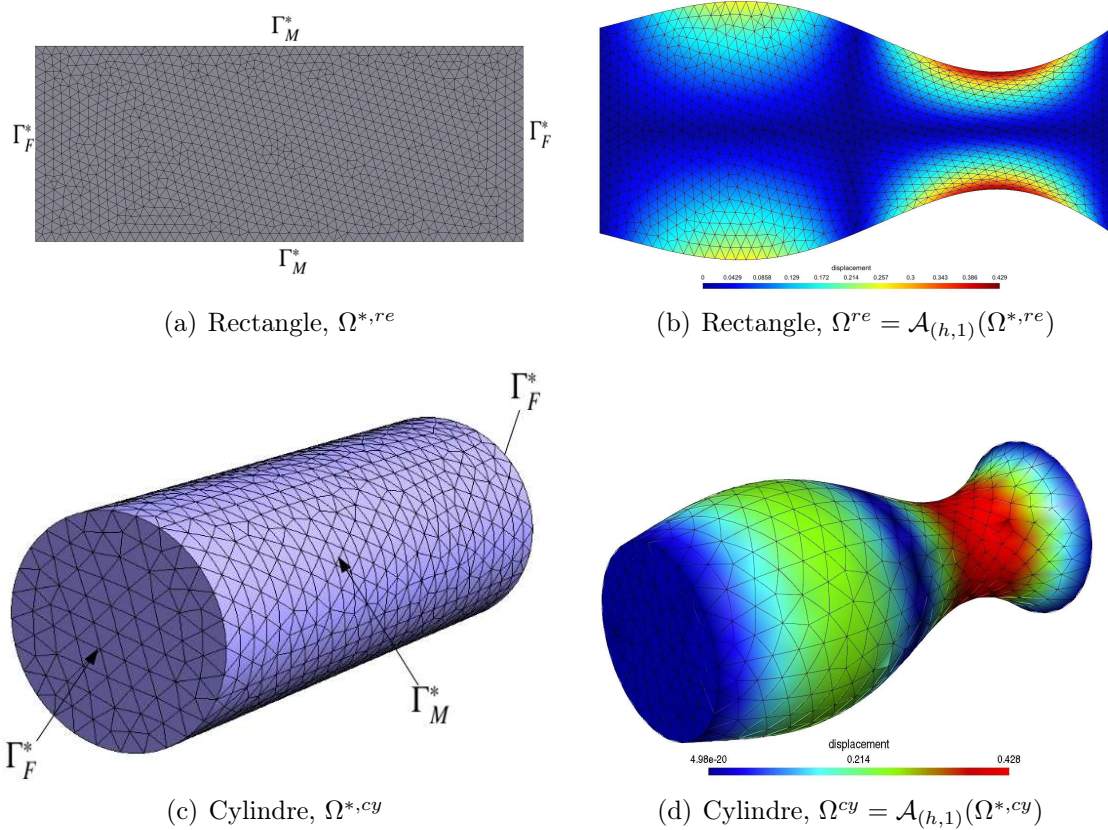 Γ*_M
Γ*_F
Γ*_F
Γ*_M
displacement
0 0.0429 0.0858 0.129 0.172 0.214 0.257 0.3 0.343 0.386 0.429
(a) Rectangle, Ω^{*,re}
(b) Rectangle, Ω^{re} = 𝒜_{(h,1)}(Ω^{*,re})
Γ*_F
Γ*_M
Γ*_F
displacement
4.98e-20 0.214 0.428
(c) Cylindre, Ω^{*,cy}
(d) Cylindre, Ω^{cy} = 𝒜_{(h,1)}(Ω^{*,cy})